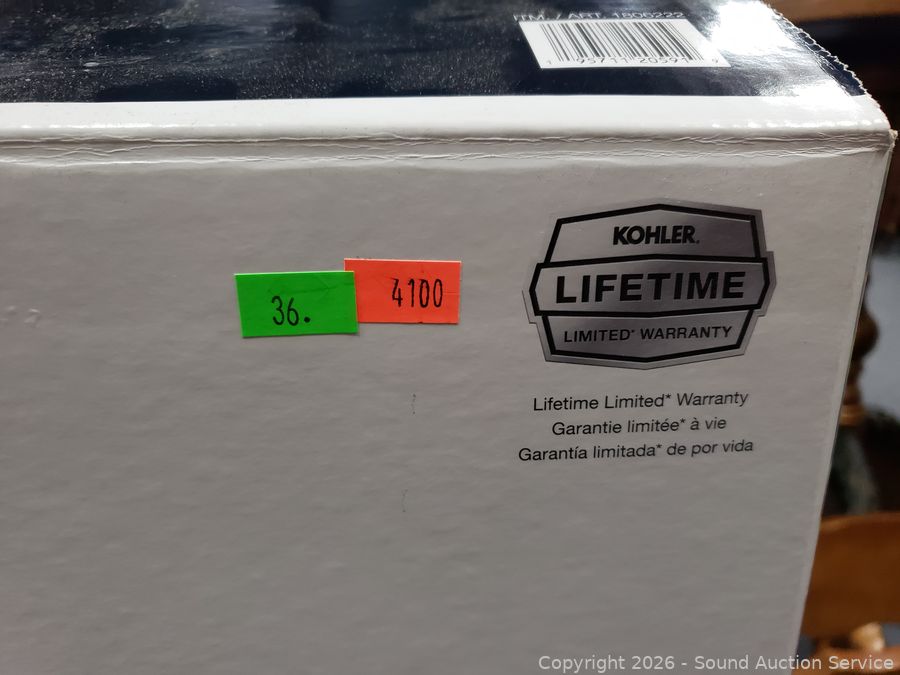 ITM. / ART. 1806222
36.
4100
KOHLER.
LIFETIME
LIMITED* WARRANTY
Lifetime Limited* Warranty
Garantie limitée* à vie
Garantía limitada* de por vida
Copyright 2026 - Sound Auction Service